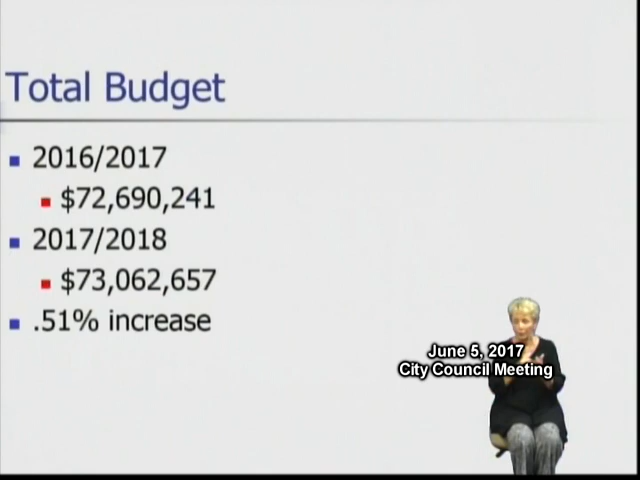 Total Budget
2016/2017
$72,690,241
2017/2018
$73,062,657
.51% increase
June 5, 2017
City Council Meeting